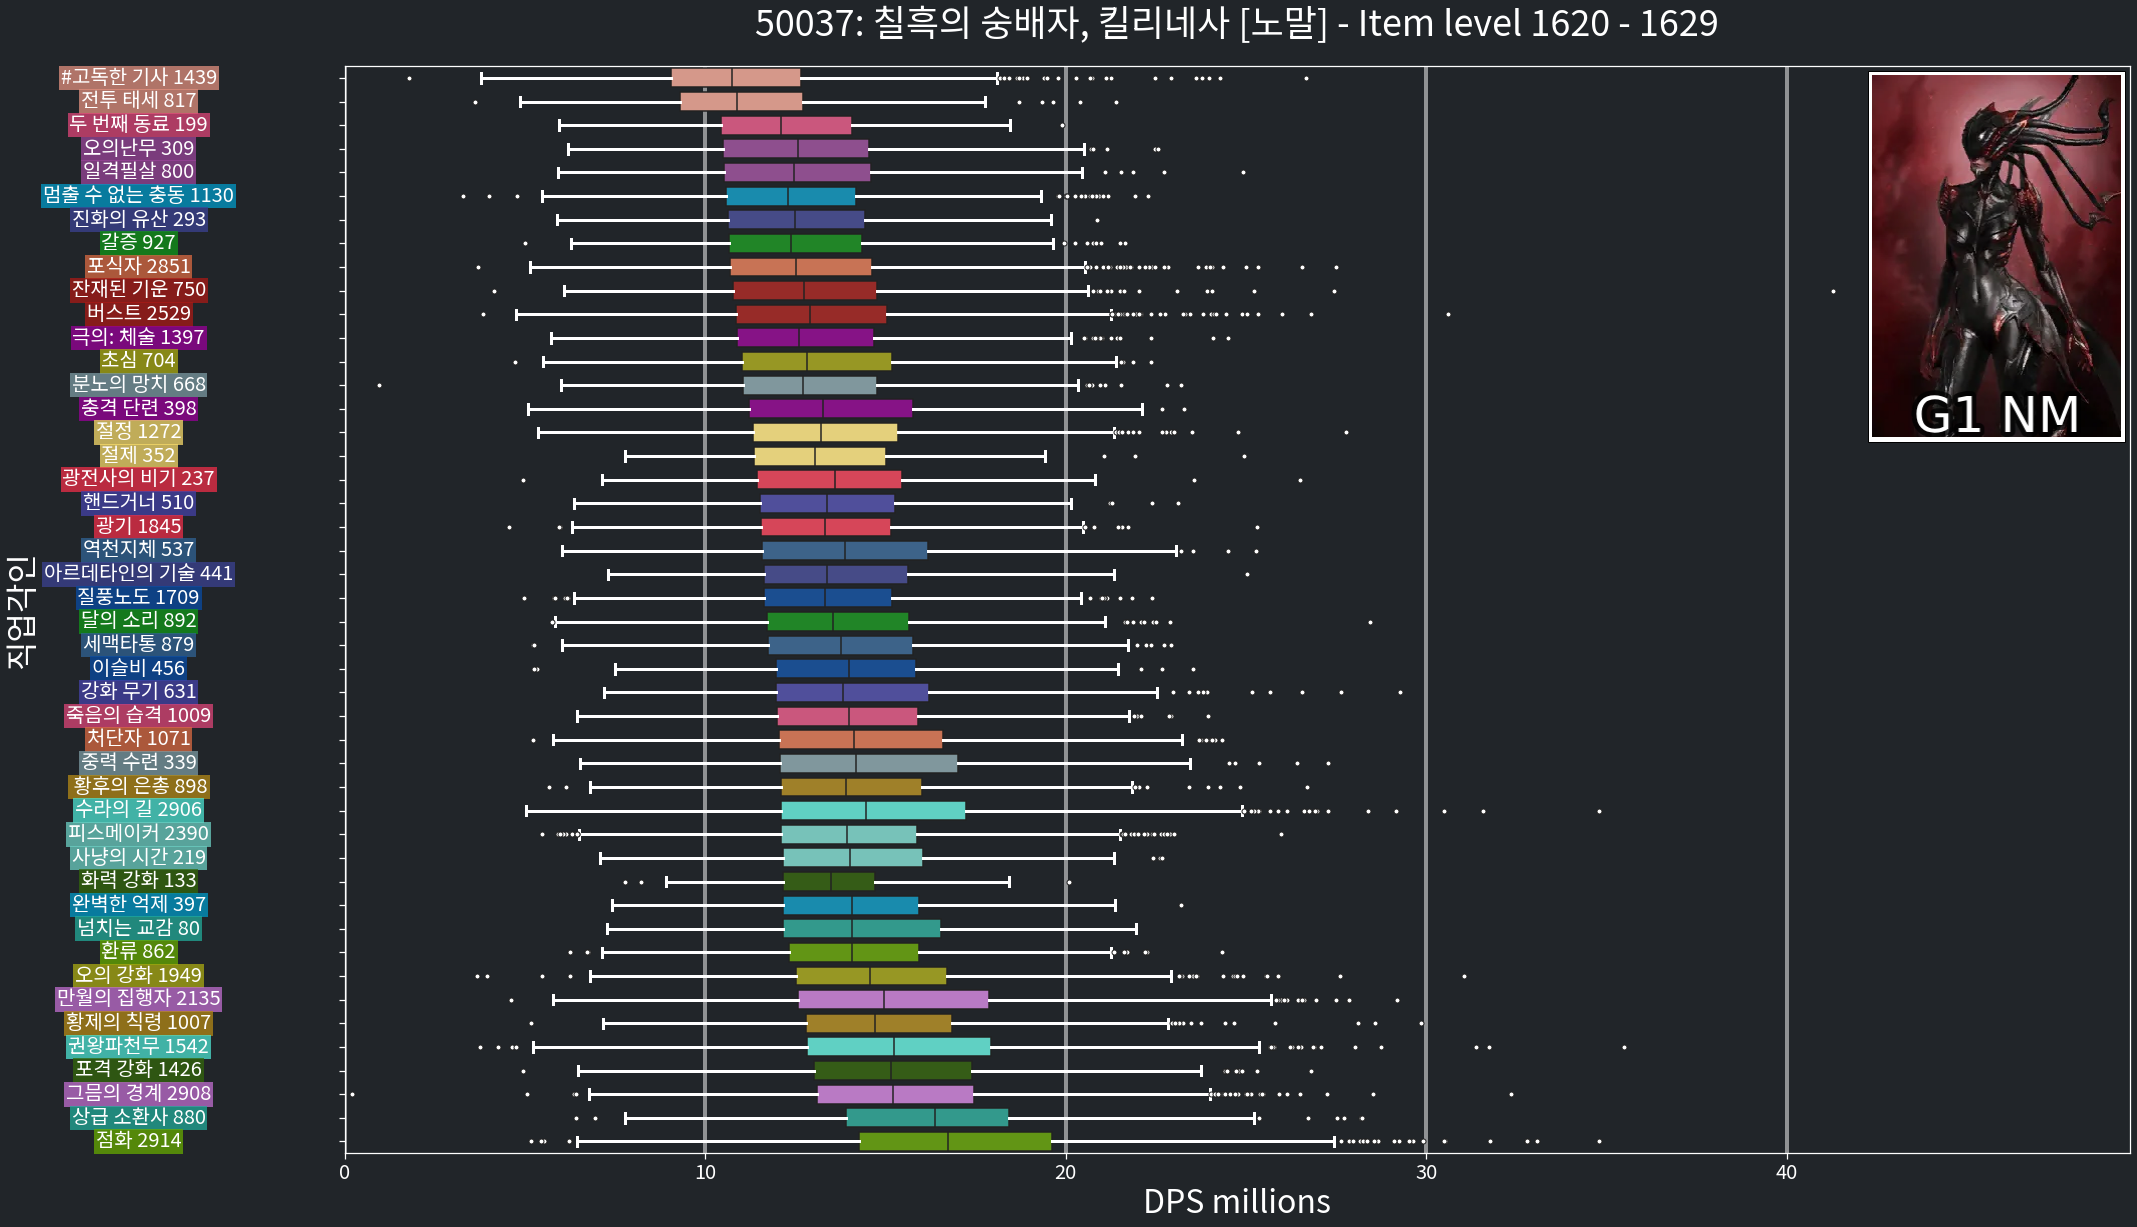 50037: 칠흑의 숭배자, 킬리네사 [노말] - Item level 1620 - 1629
#고독한 기사 1439
전투 태세 817
두 번째 동료 199
오의난무 309
일격필살 800
멈출 수 없는 충동 1130
진화의 유산 293
갈증 927
포식자 2851
잔재된 기운 750
버스트 2529
극의: 체술 1397
초심 704
분노의 망치 668
충격 단련 398
절정 1272
절제 352
광전사의 비기 237
핸드거너 510
광기 1845
역천지체 537
아르데타인의 기술 441
질풍노도 1709
달의 소리 892
세맥타통 879
이슬비 456
강화 무기 631
죽음의 습격 1009
처단자 1071
중력 수련 339
황후의 은총 898
수라의 길 2906
피스메이커 2390
사냥의 시간 219
화력 강화 133
완벽한 억제 397
넘치는 교감 80
환류 862
오의 강화 1949
만월의 집행자 2135
황제의 칙령 1007
권왕파천무 1542
포격 강화 1426
그믐의 경계 2908
상급 소환사 880
점화 2914
직업각인
G1 NM
0 10 20 30 40
DPS millions